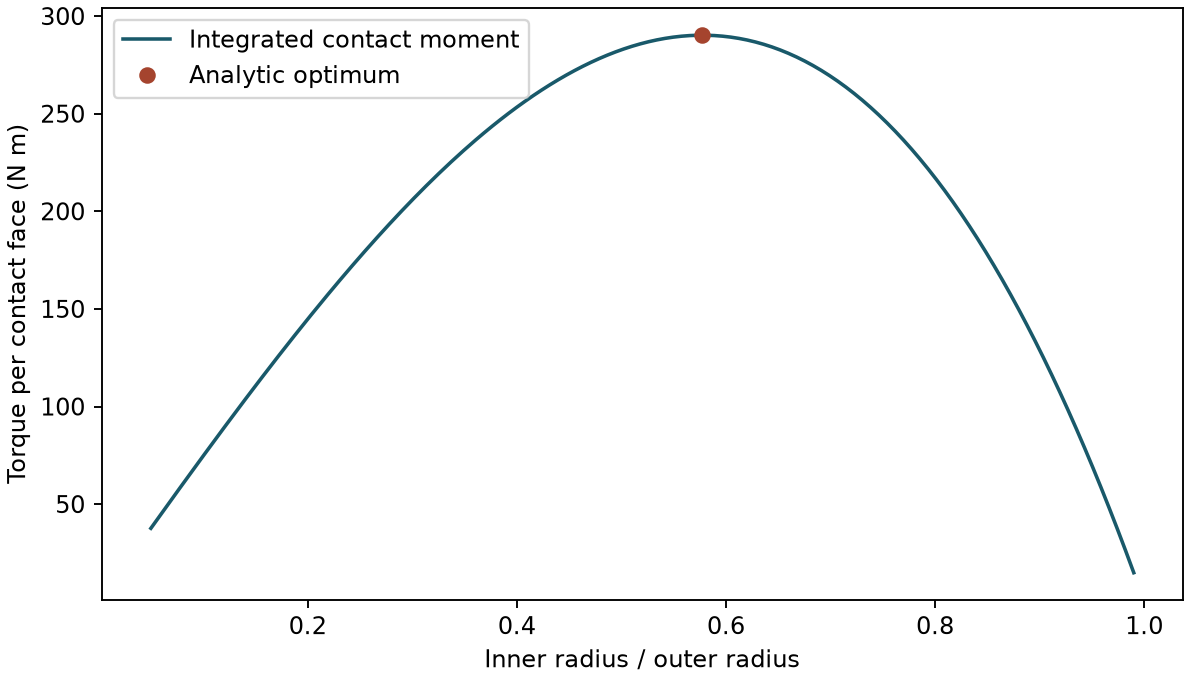 Integrated contact moment
Analytic optimum
Torque per contact face (N m)
300
250
200
150
100
50
0.2 0.4 0.6 0.8 1.0
Inner radius / outer radius